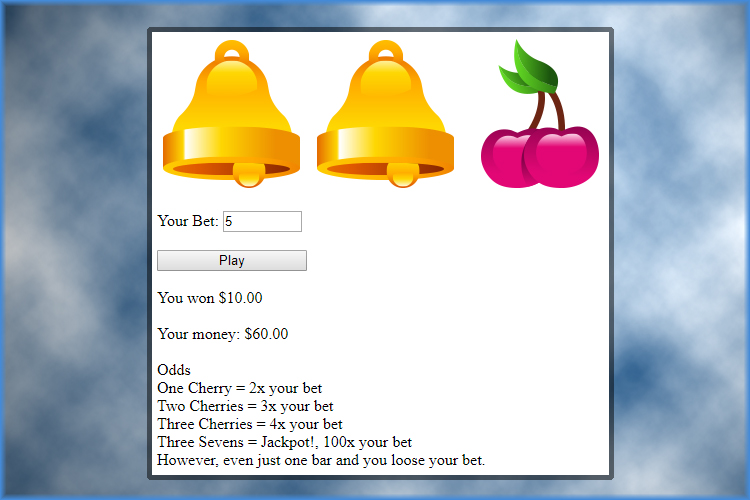 Your Bet: 5
Play
You won $10.00
Your money: $60.00
Odds
One Cherry = 2x your bet
Two Cherries = 3x your bet
Three Cherries = 4x your bet
Three Sevens = Jackpot!, 100x your bet
However, even just one bar and you loose your bet.